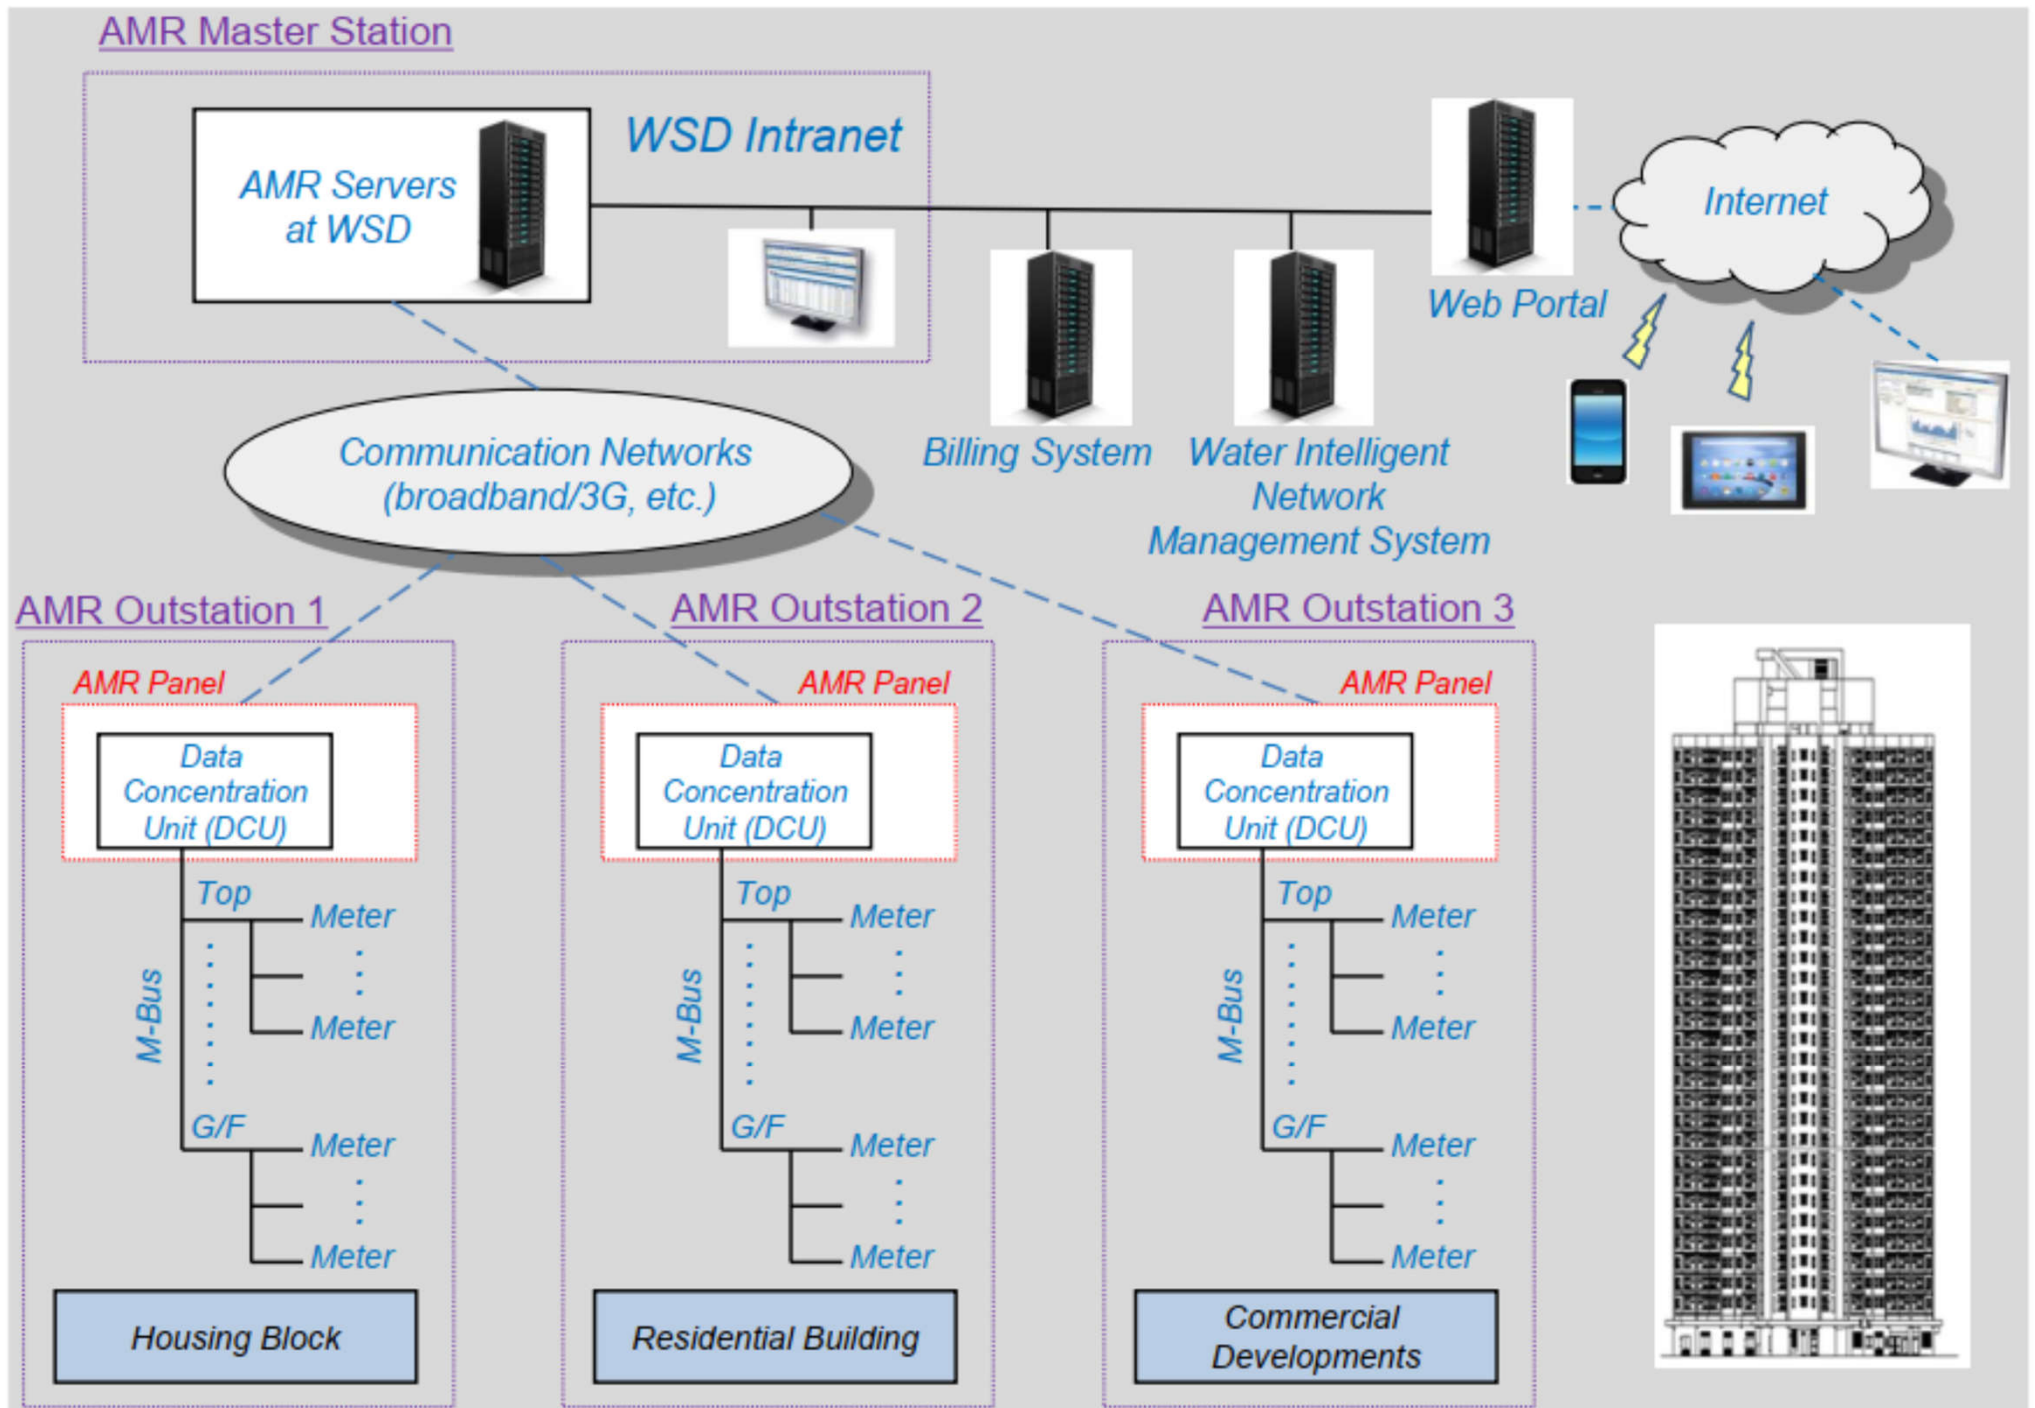 AMR Master Station
WSD Intranet
AMR Servers
at WSD
Internet
Web Portal
Billing System
Water Intelligent
Network
Management System
Communication Networks
(broadband/3G, etc.)
AMR Outstation 1
AMR Panel
Data
Concentration
Unit (DCU)
Top
Meter
M-Bus
Meter
G/F
Meter
Meter
Housing Block
AMR Outstation 2
AMR Panel
Data
Concentration
Unit (DCU)
Top
Meter
M-Bus
Meter
G/F
Meter
Meter
Residential Building
AMR Outstation 3
AMR Panel
Data
Concentration
Unit (DCU)
Top
Meter
M-Bus
Meter
G/F
Meter
Meter
Commercial
Developments